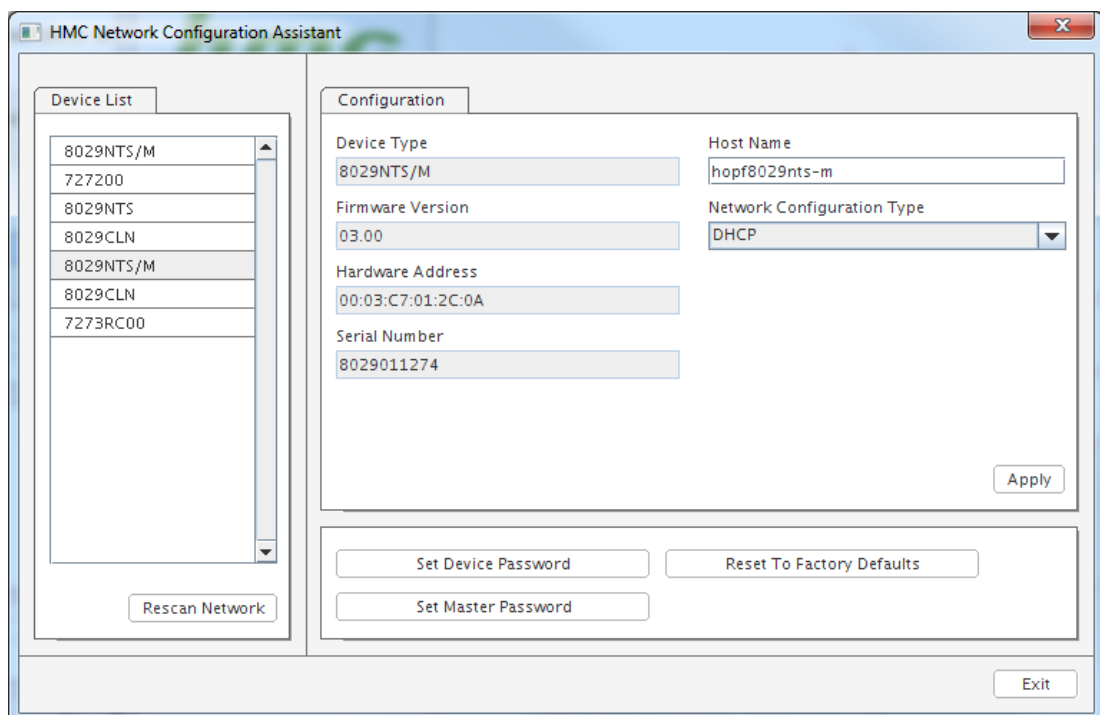 HMC Network Configuration Assistant
Device List
8029NTS/M
727200
8029NTS
8029CLN
8029NTS/M
8029CLN
7273RC00
Rescan Network
Configuration
Device Type
8029NTS/M
Firmware Version
03.00
Hardware Address
00:03:C7:01:2C:0A
Serial Number
8029011274
Host Name
hopf8029nts-m
Network Configuration Type
DHCP
Apply
Set Device Password
Reset To Factory Defaults
Set Master Password
Exit